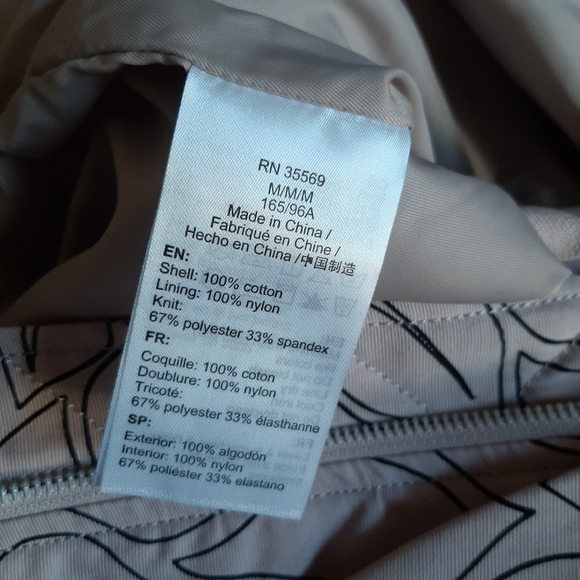 RN 35569
M/M/M
165/96A
Made in China /
Fabriqué en Chine /
Hecho en China /中国制造
EN:
Shell: 100% cotton
Lining: 100% nylon
Knit:
67% polyester 33% spandex
FR:
Coquille: 100% coton
Doublure: 100% nylon
Tricoté:
67% polyester 33% élasthanne
SP:
Exterior: 100% algodón
Interior: 100% nylon
67% poliéster 33% elastano